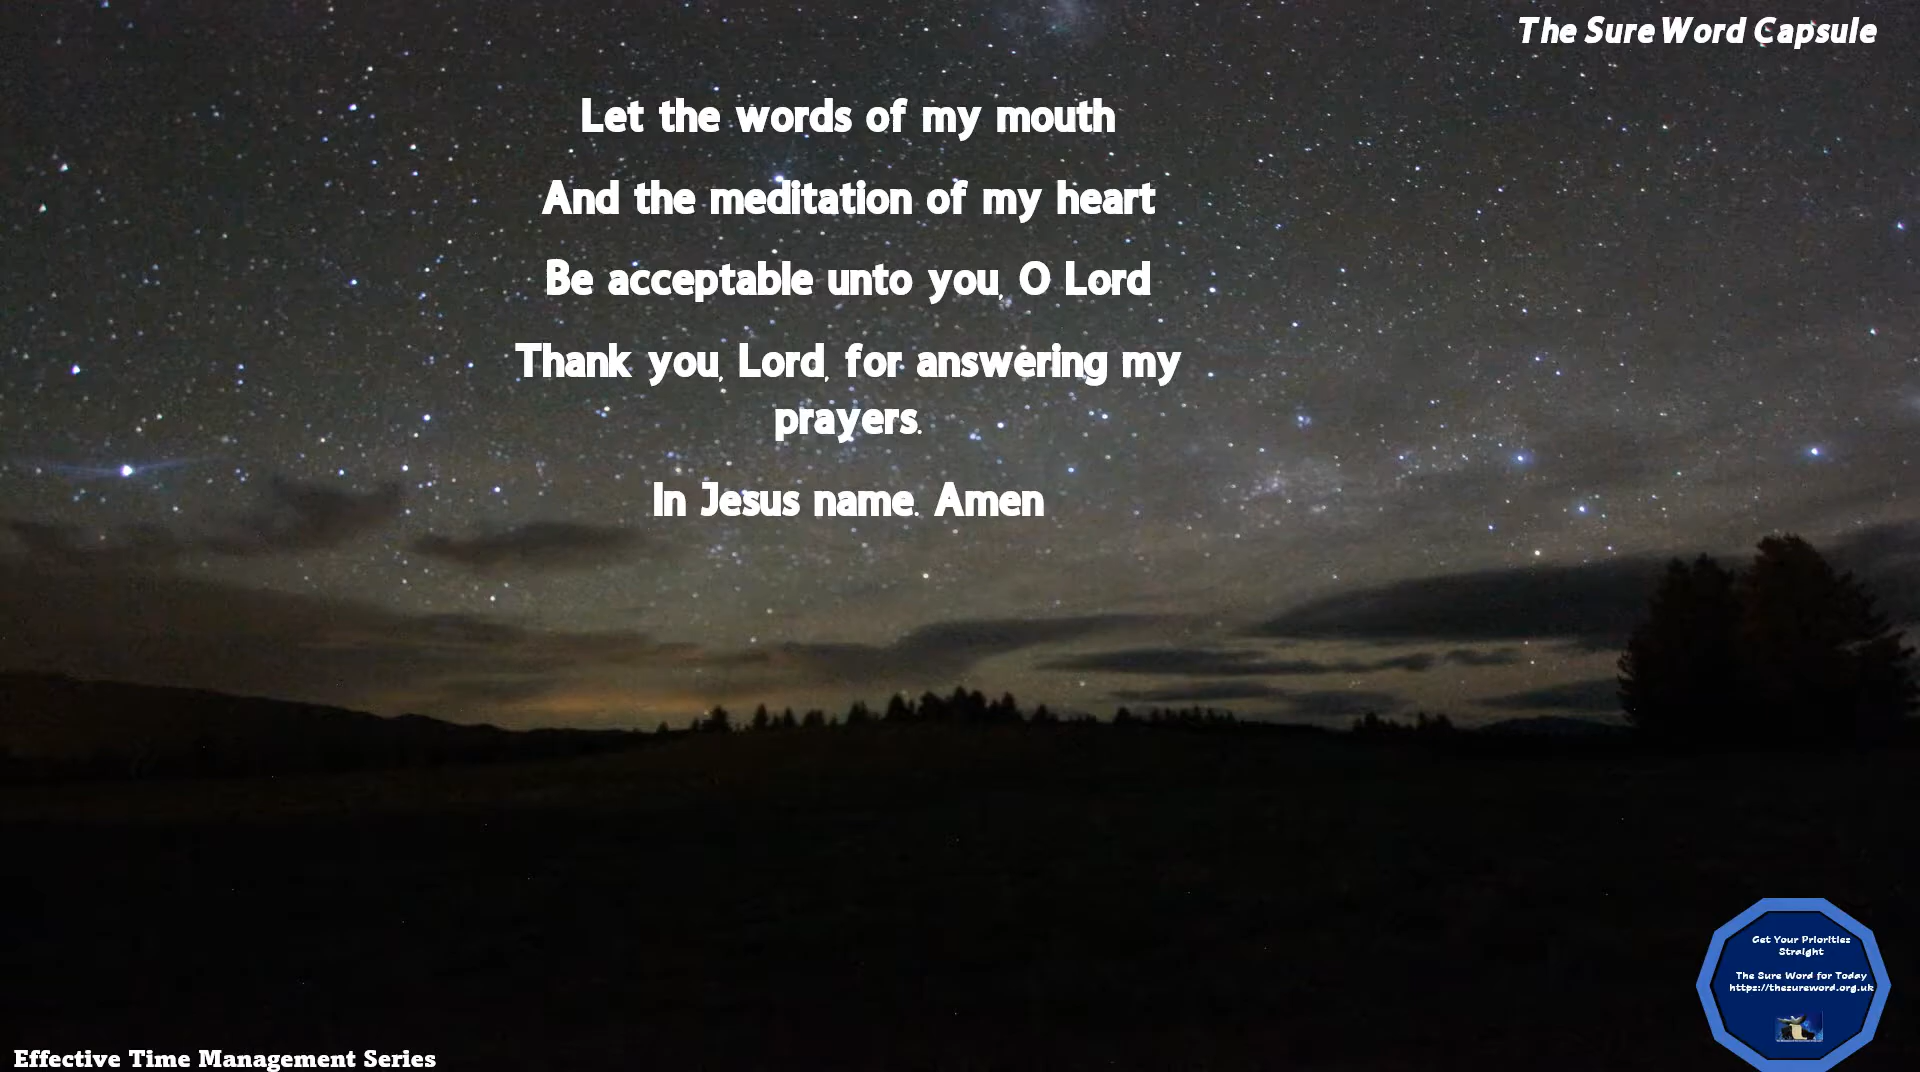 The Sure Word Capsule
Let the words of my mouth
And the meditation of my heart
Be acceptable unto you, O Lord
Thank you, Lord, for answering my
prayers.
In Jesus name. Amen
Get Your Priorities
Straight
The Sure Word for Today
https://thesureword.org.uk
Effective Time Management Series